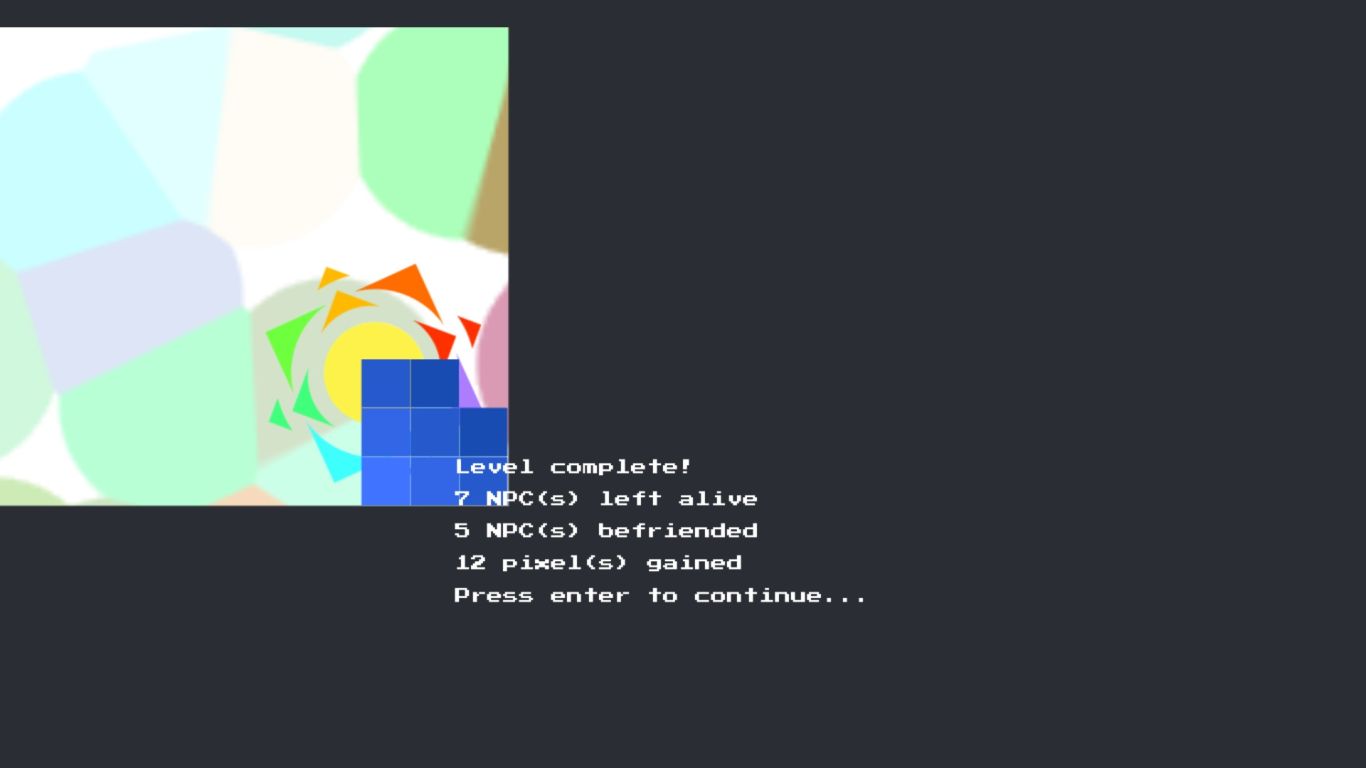 Level complete!
7 NPC(s) left alive
5 NPC(s) befriended
12 pixel(s) gained
Press enter to continue...